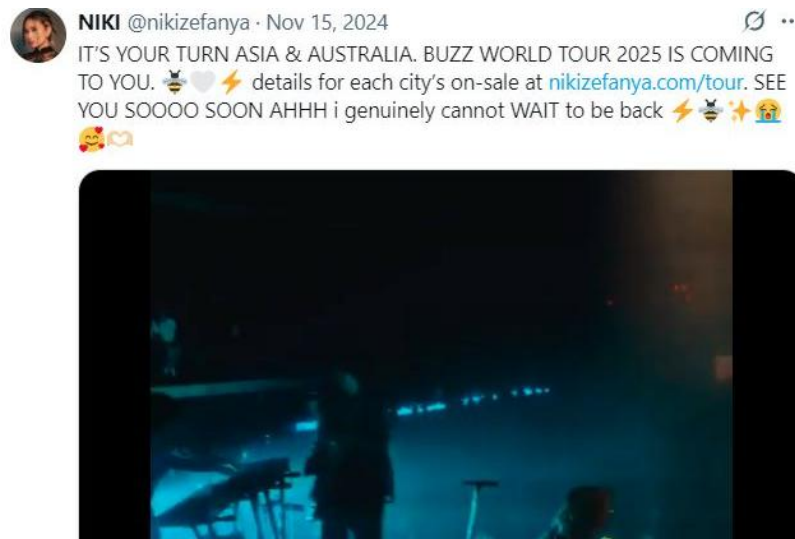 NIKI @nikizefanya · Nov 15, 2024
IT’S YOUR TURN ASIA & AUSTRALIA. BUZZ WORLD TOUR 2025 IS COMING
TO YOU. 🐝🤍⚡ details for each city’s on-sale at nikizefanya.com/tour. SEE
YOU SOOOO SOON AHHH i genuinely cannot WAIT to be back ⚡🐝✨😭
🥰🫶🏼